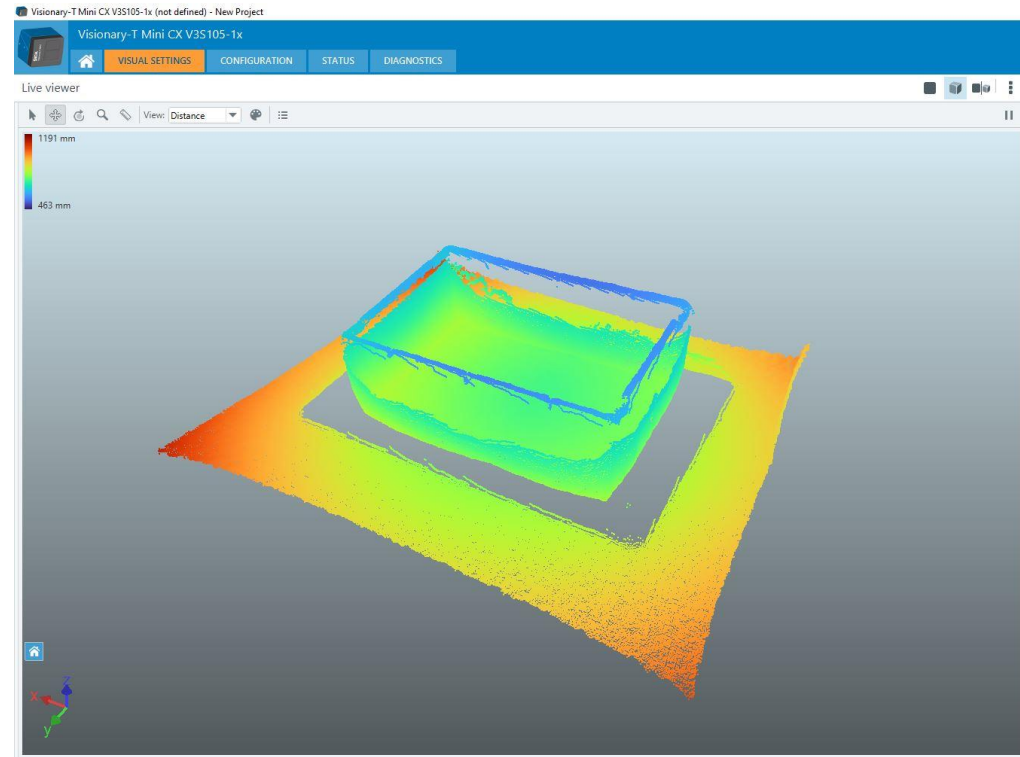 Visionary-T Mini CX V3S105-1x (not defined) - New Project
Visionary-T Mini CX V3S105-1x
VISUAL SETTINGS CONFIGURATION STATUS DIAGNOSTICS
Live viewer
View: Distance
1191 mm
463 mm
z
x
y